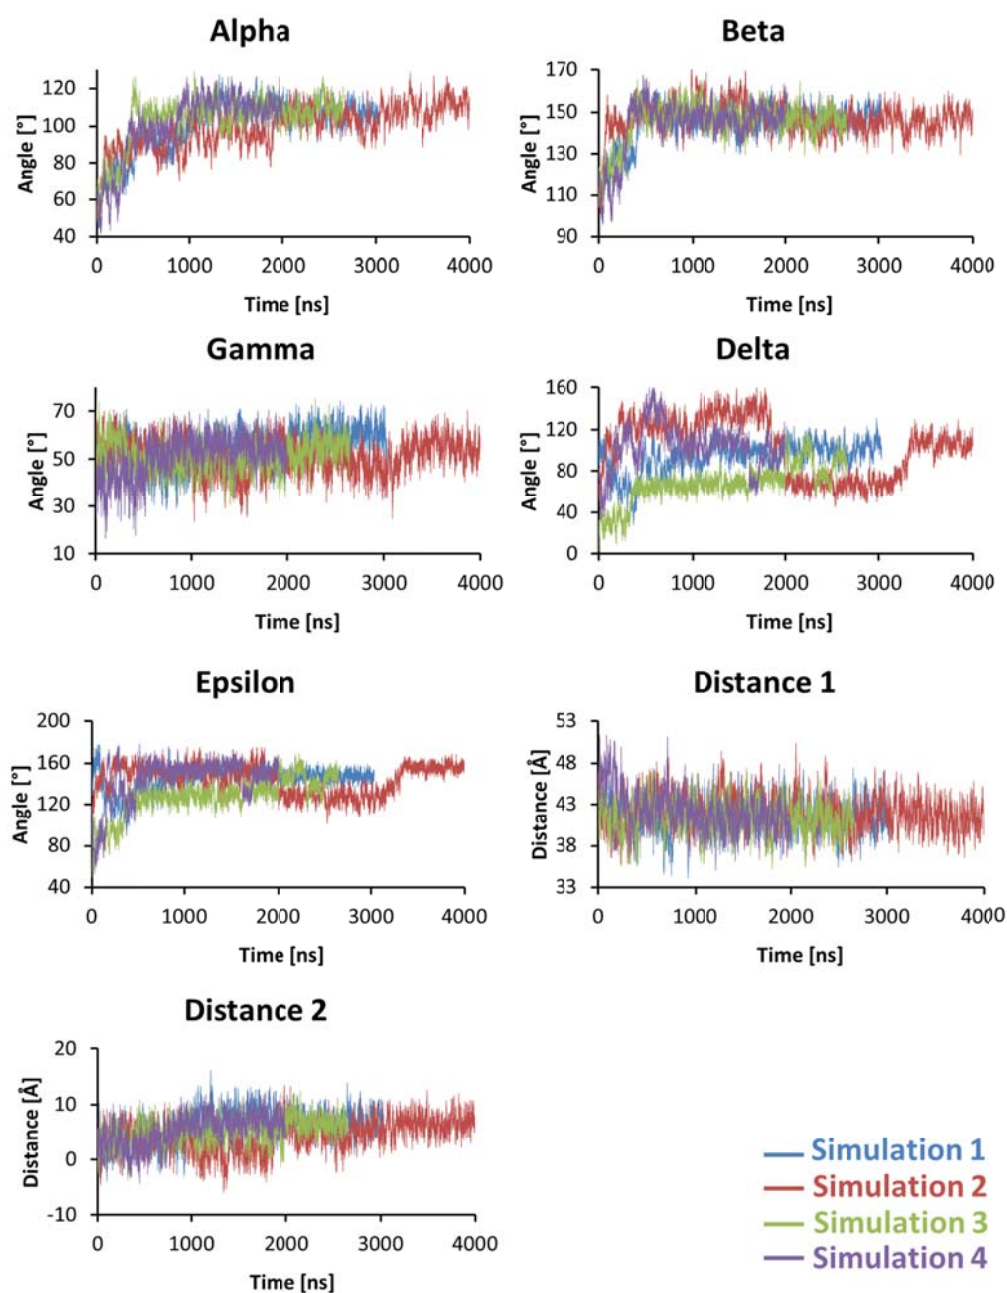 Alpha
Beta
120
100
80
60
40
Angle [°]
0 1000 2000 3000 4000
Time [ns]
170
150
130
110
90
Angle [°]
0 1000 2000 3000 4000
Time [ns]
Gamma
Delta
70
50
30
10
Angle [°]
0 1000 2000 3000 4000
Time [ns]
160
120
80
40
0
Angle [°]
0 1000 2000 3000 4000
Time [ns]
Epsilon
Distance 1
200
160
120
80
40
Angle [°]
0 1000 2000 3000 4000
Time [ns]
53
48
43
38
33
Distance [Å]
0 1000 2000 3000 4000
Time [ns]
Distance 2
20
10
0
-10
Distance [Å]
0 1000 2000 3000 4000
Time [ns]
Simulation 1
Simulation 2
Simulation 3
Simulation 4